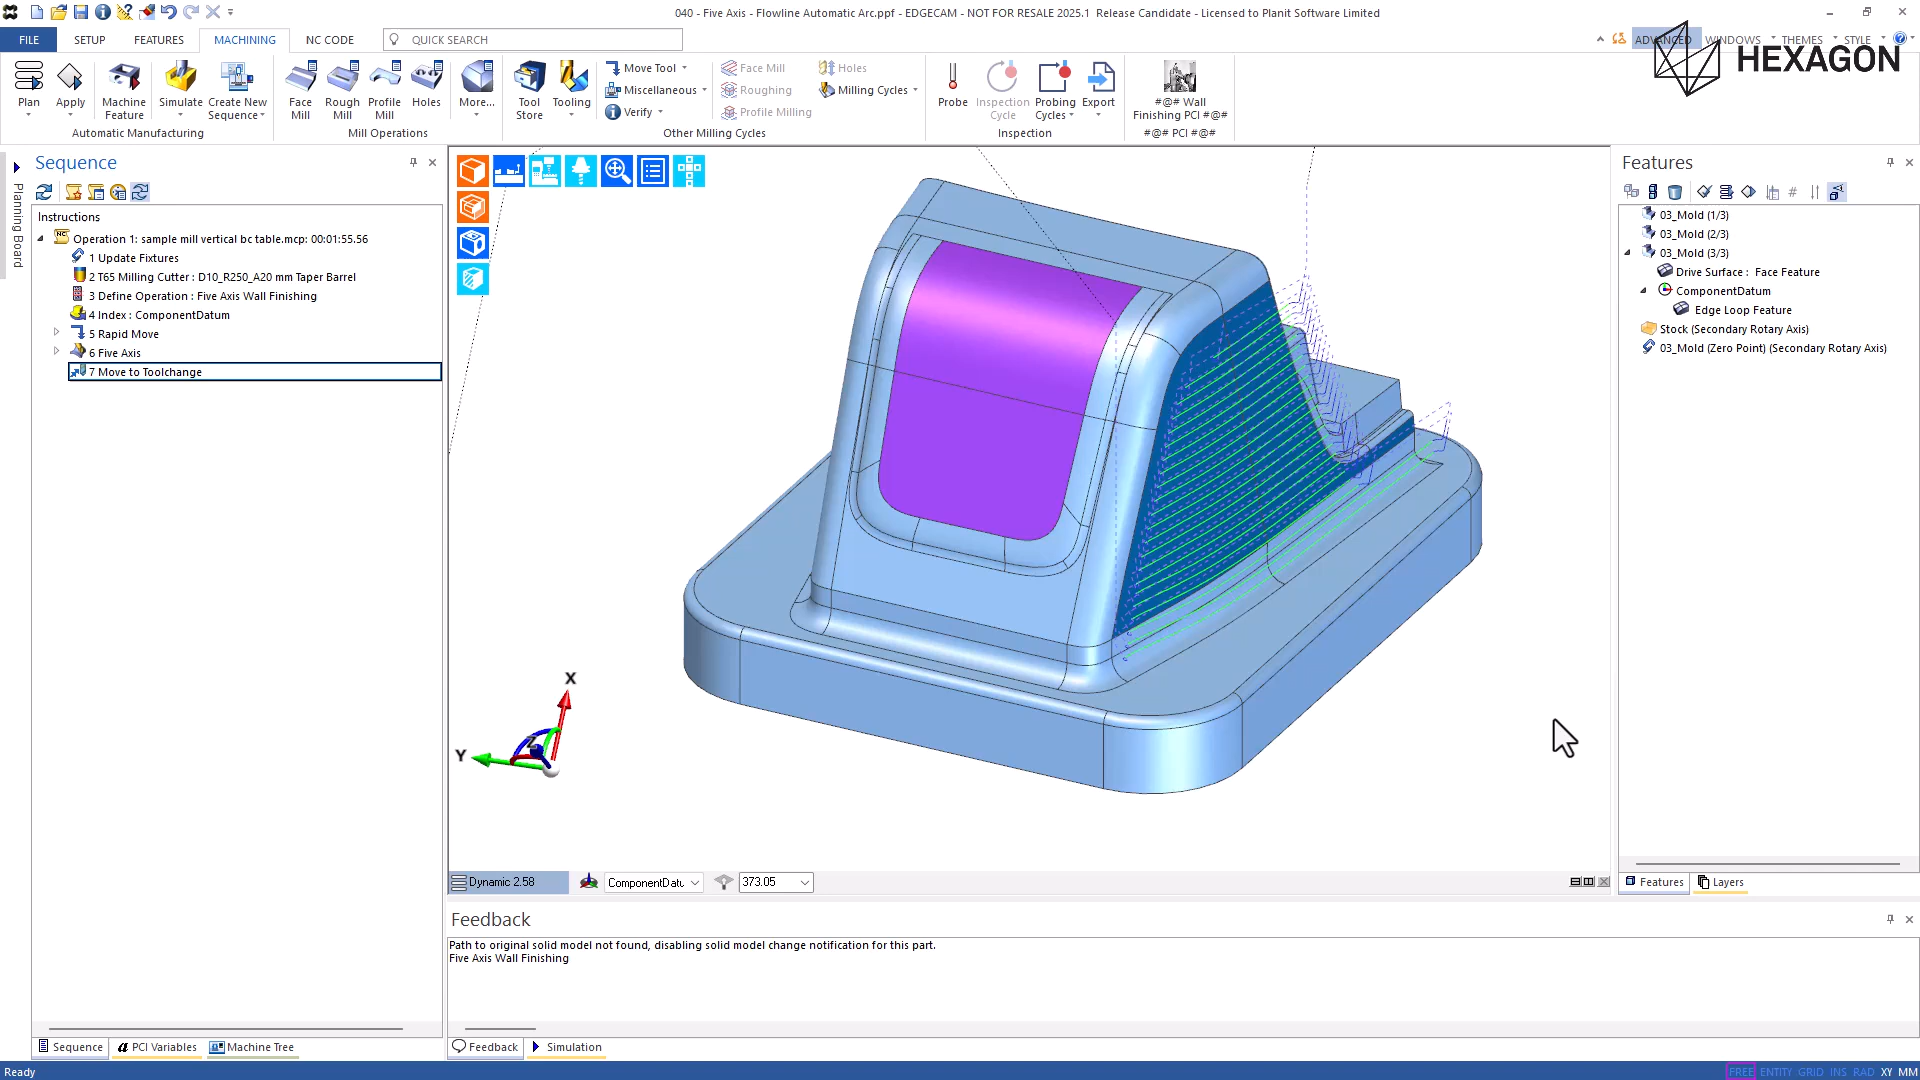 040 - Five Axis - Flowline Automatic Arc.ppf - EDGECAM - NOT FOR RESALE 2025.1 Release Candidate - Licensed to Planit Software Limited
FILE SETUP FEATURES MACHINING NC CODE QUICK SEARCH ADVANCED WINDOWS THEMES STYLE
HEXAGON
Plan Apply Machine Feature Simulate Create New Sequence
Automatic Manufacturing
Face Mill Rough Mill Profile Mill Holes More...
Mill Operations
Tool Store Tooling
Move Tool
Miscellaneous
Verify
Face Mill
Roughing
Profile Milling
Holes
Milling Cycles
Other Milling Cycles
Probe Inspection Cycle Probing Cycles Export
Inspection
#@# Wall
Finishing PCI #@#
#@# PCI #@#
Planning Board
Sequence
Instructions
Operation 1: sample mill vertical bc table.mcp: 00:01:55.56
1 Update Fixtures
2 T65 Milling Cutter : D10_R250_A20 mm Taper Barrel
3 Define Operation : Five Axis Wall Finishing
4 Index : ComponentDatum
5 Rapid Move
6 Five Axis
7 Move to Toolchange
X
Y
Z
Dynamic 2.58
ComponentDatu
373.05
Features
03_Mold (1/3)
03_Mold (2/3)
03_Mold (3/3)
Drive Surface : Face Feature
ComponentDatum
Edge Loop Feature
Stock (Secondary Rotary Axis)
03_Mold (Zero Point) (Secondary Rotary Axis)
Features Layers
Feedback
Path to original solid model not found, disabling solid model change notification for this part.
Five Axis Wall Finishing
Sequence PCI Variables Machine Tree
Feedback Simulation
Ready
FREE ENTITY GRID INS RAD XY MM